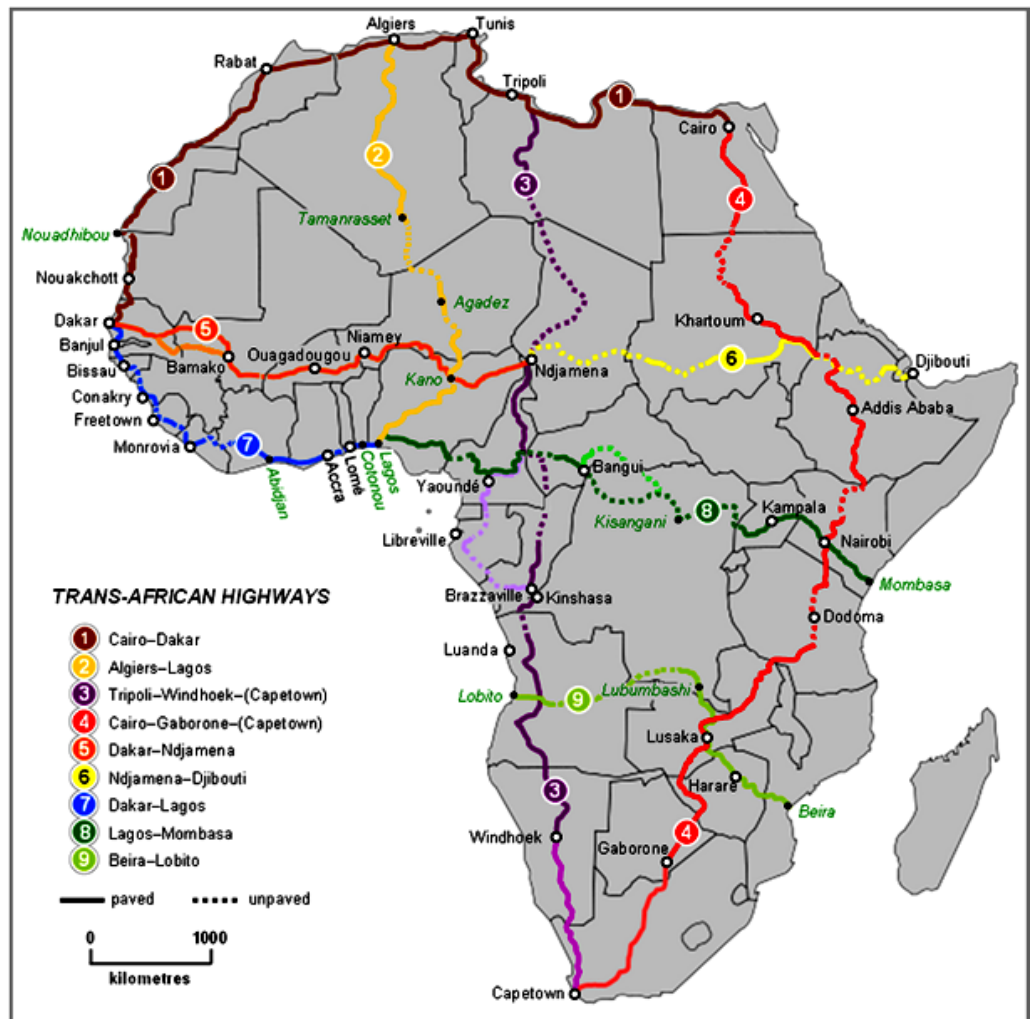 Algiers
Tunis
Rabat
Tripoli
1
Cairo
2
1
3
4
Tamanrasset
Nouadhibou
Nouakchott
Agadez
Dakar
5
Niamey
Khartoum
Banjul
Ouagadougou
6
Djibouti
Bissau
Bamako
Kano
Ndjamena
Conakry
Addis Ababa
Freetown
Monrovia
7
Abidjan
Accra
Lomé
Cotonou
Lagos
Yaoundé
Bangui
8
Kampala
Kisangani
Libreville
Nairobi
Mombasa
Brazzaville
Kinshasa
Dodoma
Luanda
Lobito
9
Lubumbashi
Lusaka
Harare
3
Beira
Windhoek
4
Gaborone
Capetown
TRANS-AFRICAN HIGHWAYS
1 Cairo–Dakar
2 Algiers–Lagos
3 Tripoli–Windhoek–(Capetown)
4 Cairo–Gaborone–(Capetown)
5 Dakar–Ndjamena
6 Ndjamena–Djibouti
7 Dakar–Lagos
8 Lagos–Mombasa
9 Beira–Lobito
paved unpaved
0 1000
kilometres